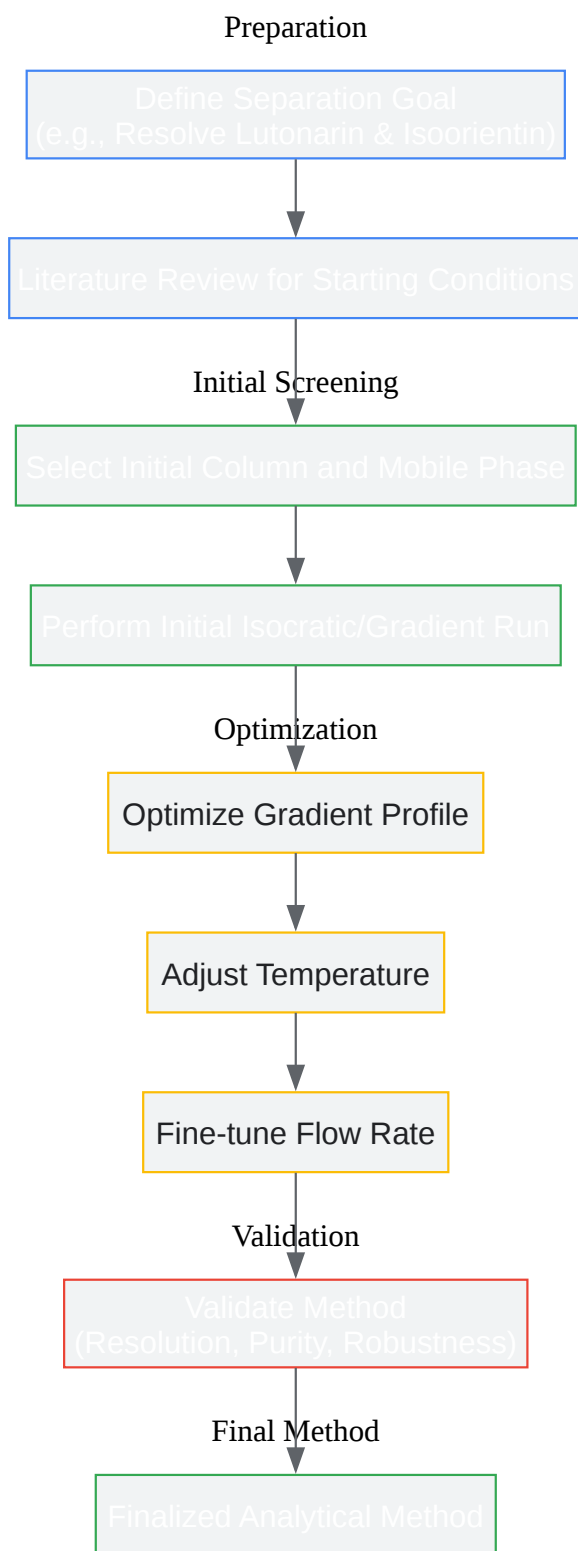 Preparation
Define Separation Goal
(e.g., Resolve Lutonarin & Isoorientin)
Literature Review for Starting Conditions
Initial Screening
Select Initial Column and Mobile Phase
Perform Initial Isocratic/Gradient Run
Optimization
Optimize Gradient Profile
Adjust Temperature
Fine-tune Flow Rate
Validation
Validate Method
(Resolution, Purity, Robustness)
Final Method
Finalized Analytical Method